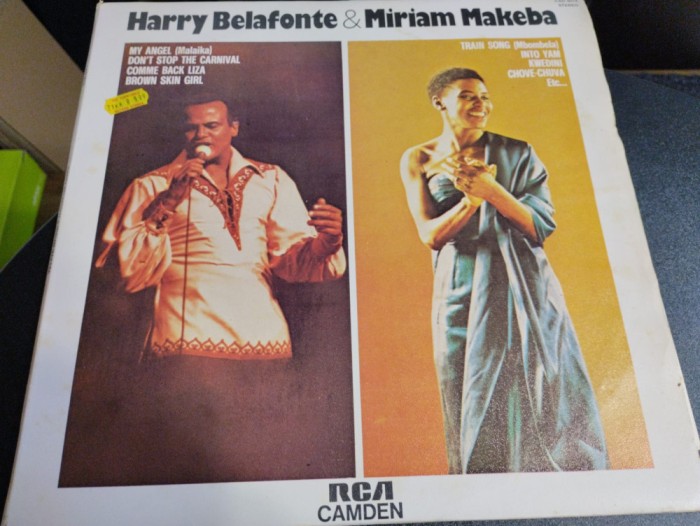 Harry Belafonte & Miriam Makeba
MY ANGEL (Malaika)
DON'T STOP THE CARNIVAL
COMME BACK LIZA
BROWN SKIN GIRL
TRAIN SONG (Mbombela)
INTO YAM
KWEDINI
CHOVE-CHUVA
Etc...
RCA
CAMDEN